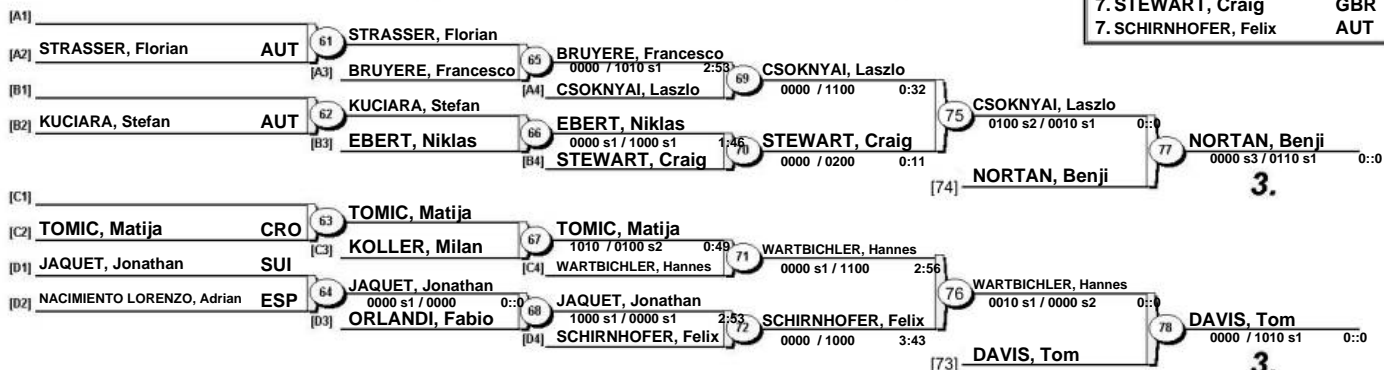 7. STEWART, Craig GBR
7. SCHIRNHOFER, Felix AUT
[A1]
[A2] STRASSER, Florian AUT
61 STRASSER, Florian
[A3] BRUYERE, Francesco
65 BRUYERE, Francesco
0000 / 1010 s1 2:53
[A4] CSOKNYAI, Laszlo
69 CSOKNYAI, Laszlo
0000 / 1100 0:32
[B1]
[B2] KUCIARA, Stefan AUT
62 KUCIARA, Stefan
[B3] EBERT, Niklas
66 EBERT, Niklas
0000 s1 / 1000 s1 1:46
[B4] STEWART, Craig
70 STEWART, Craig
0000 / 0200 0:11
75 CSOKNYAI, Laszlo
0100 s2 / 0010 s1 0::0
[74] NORTAN, Benji
77 NORTAN, Benji
0000 s3 / 0110 s1 0::0
3.
[C1]
[C2] TOMIC, Matija CRO
63 TOMIC, Matija
[C3] KOLLER, Milan
67 TOMIC, Matija
1010 / 0100 s2 0:49
[C4] WARTBICHLER, Hannes
71 WARTBICHLER, Hannes
0000 s1 / 1100 2:56
[D1] JAQUET, Jonathan SUI
[D2] NACIMIENTO LORENZO, Adrian ESP
64 JAQUET, Jonathan
0000 s1 / 0000 0::0
[D3] ORLANDI, Fabio
68 JAQUET, Jonathan
1000 s1 / 0000 s1 2:53
[D4] SCHIRNHOFER, Felix
72 SCHIRNHOFER, Felix
0000 / 1000 3:43
76 WARTBICHLER, Hannes
0010 s1 / 0000 s2 0::0
[73] DAVIS, Tom
78 DAVIS, Tom
0000 / 1010 s1 0::0
3.